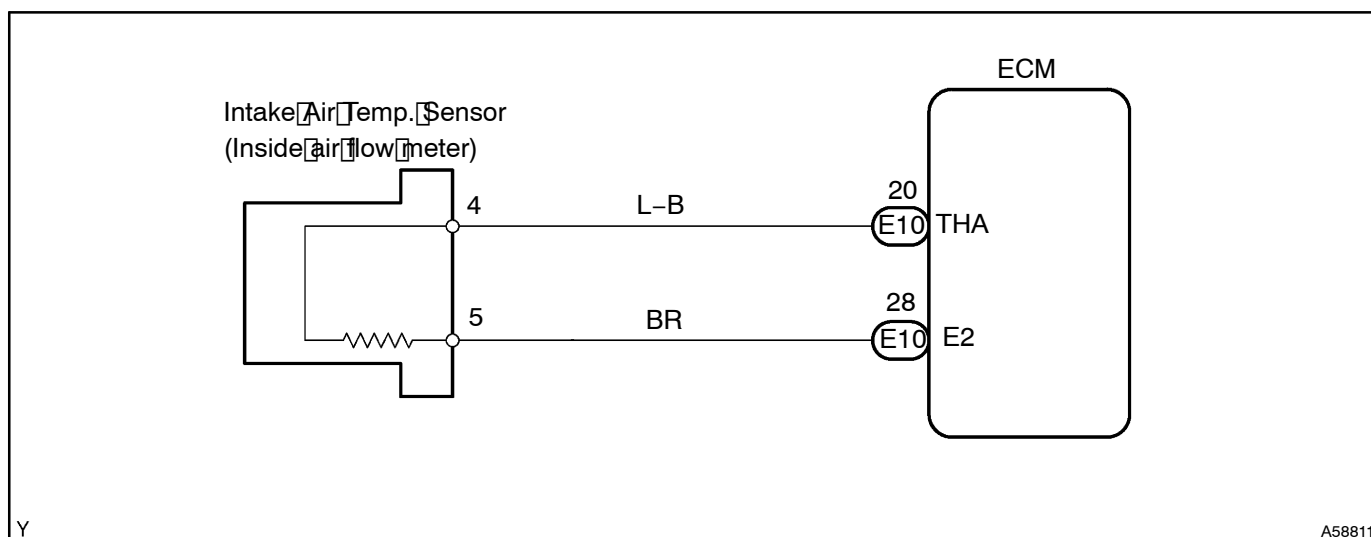 ECM
Intake Air Temp. Sensor
(Inside air flow meter)
4
L−B
20
E10
THA
5
BR
28
E10
E2
Y
A58811